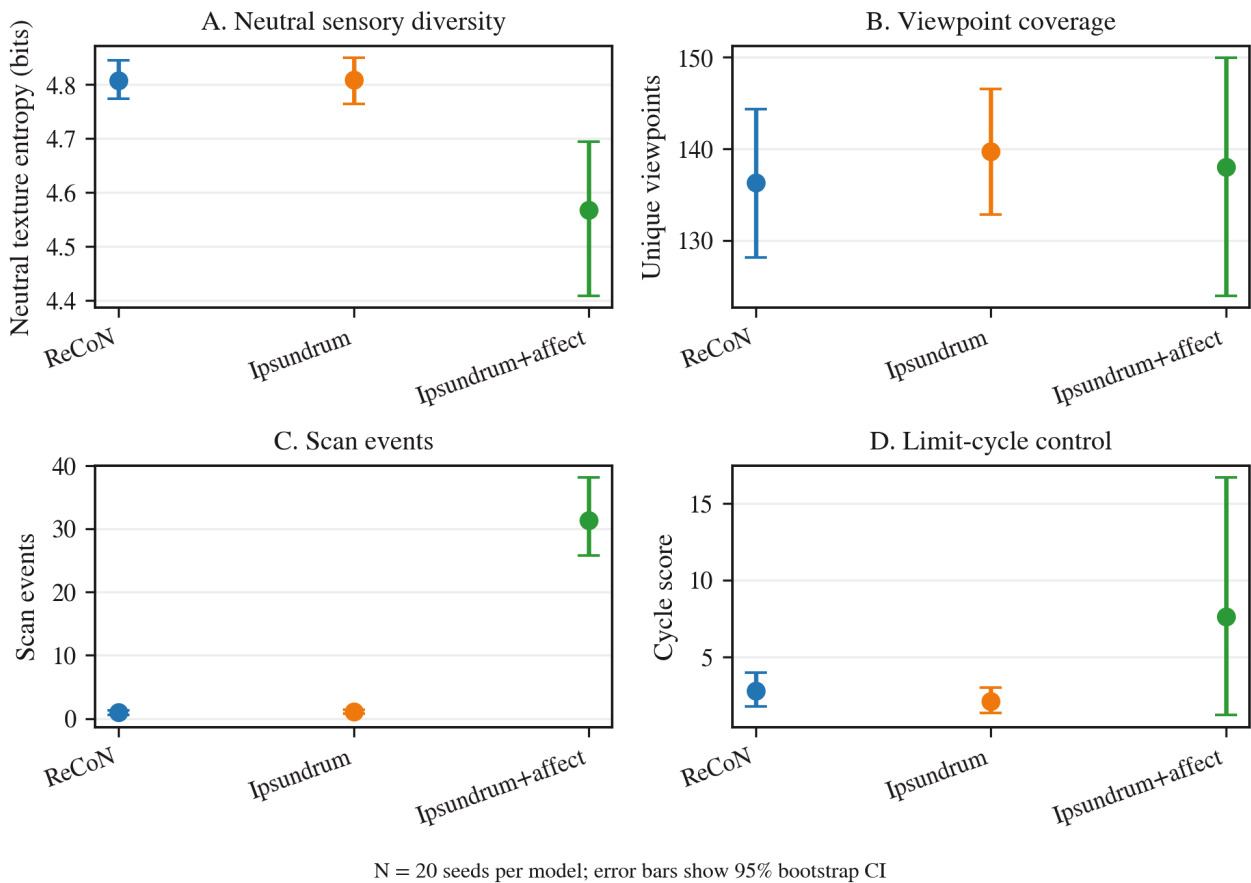 A. Neutral sensory diversity
Neutral texture entropy (bits)
4.8
4.7
4.6
4.5
4.4
ReCoN
Ipsundrum
Ipsundrum+affect
B. Viewpoint coverage
Unique viewpoints
150
140
130
ReCoN
Ipsundrum
Ipsundrum+affect
C. Scan events
Scan events
40
30
20
10
0
ReCoN
Ipsundrum
Ipsundrum+affect
D. Limit-cycle control
Cycle score
15
10
5
ReCoN
Ipsundrum
Ipsundrum+affect
N = 20 seeds per model; error bars show 95% bootstrap CI